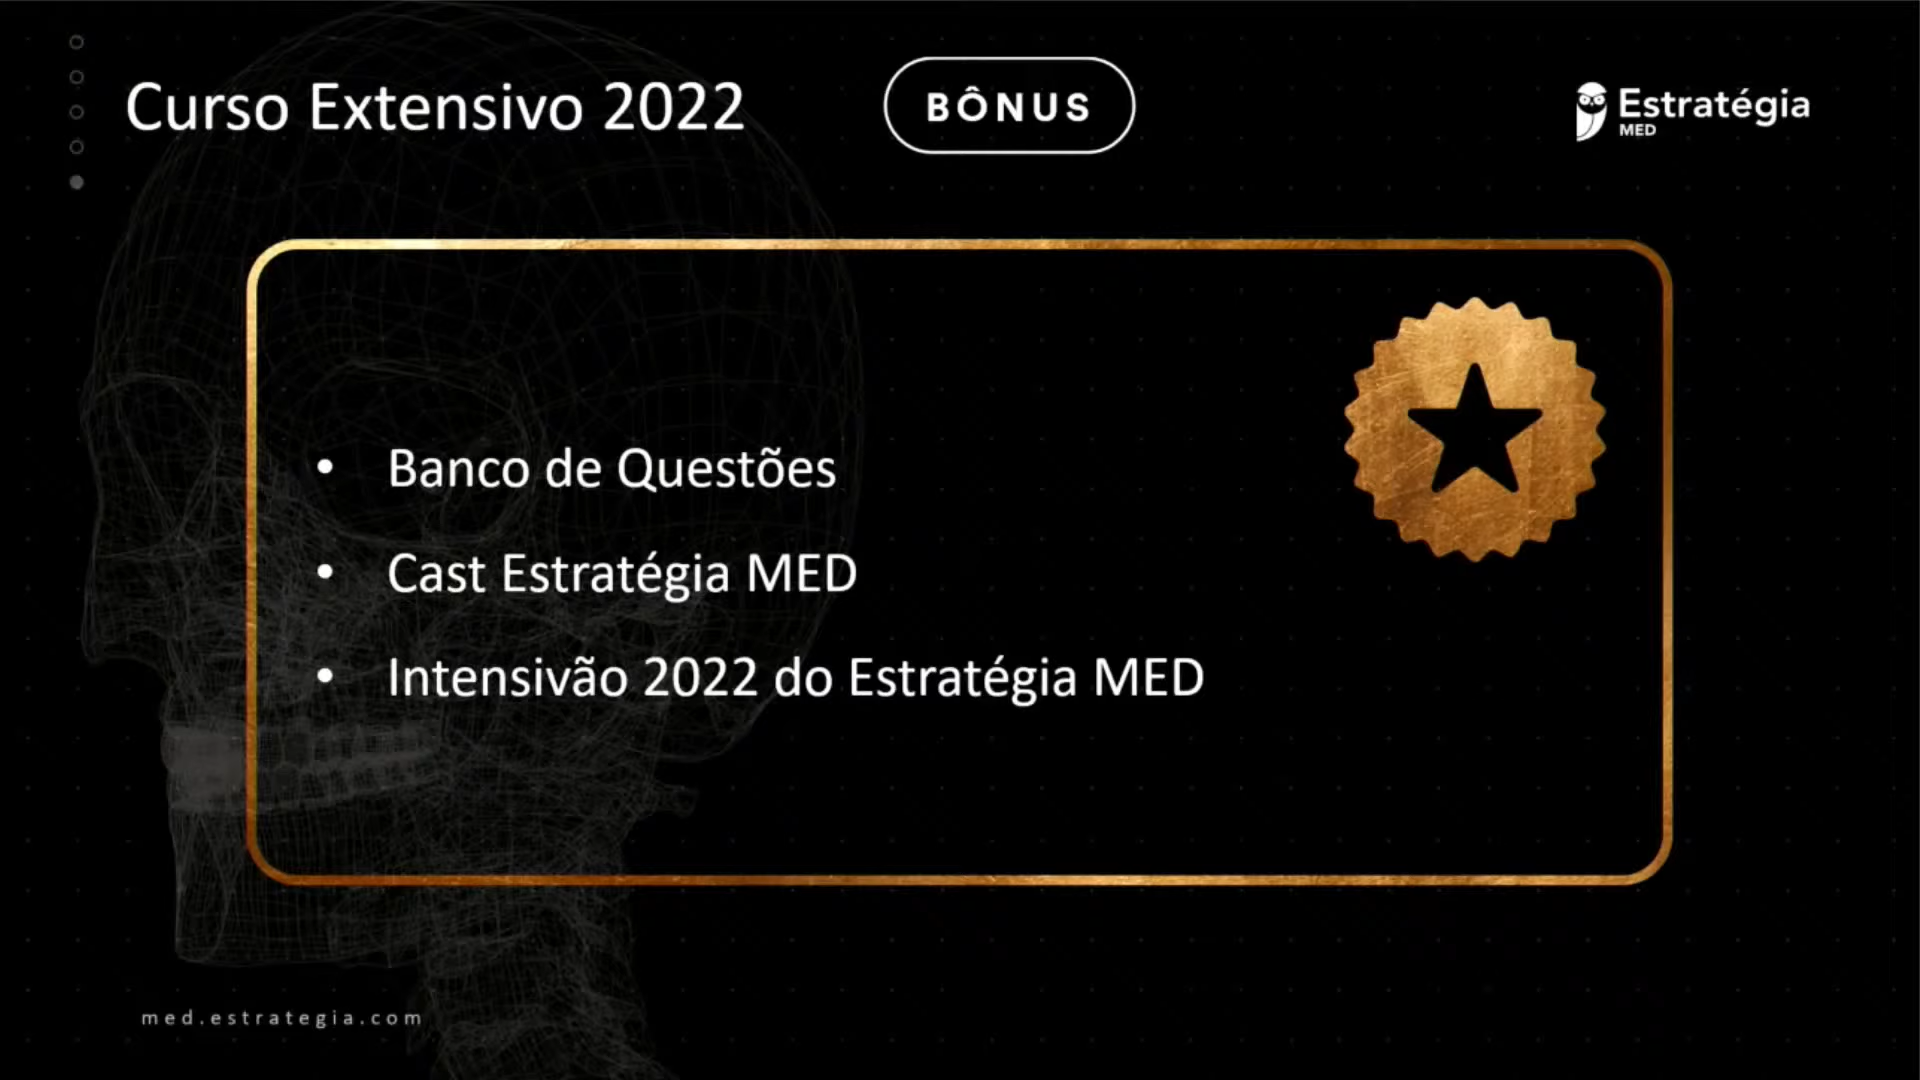 Curso Extensivo 2022
BÔNUS
Estratégia
MED
• Banco de Questões
• Cast Estratégia MED
• Intensivão 2022 do Estratégia MED
med.estrategia.com